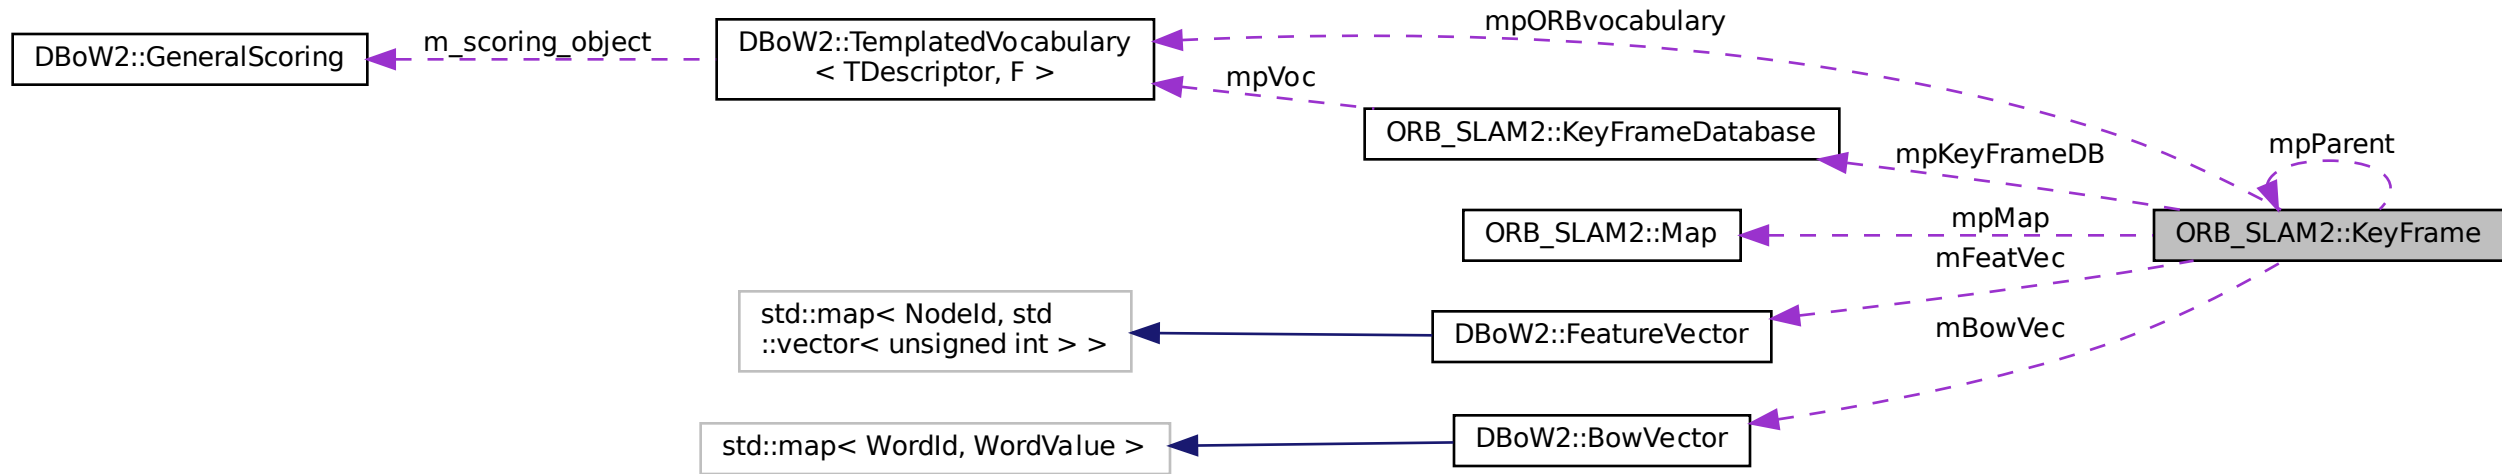 mpORBvocabulary
DBoW2::GeneralScoring
m_scoring_object
DBoW2::TemplatedVocabulary
< TDescriptor, F >
mpVoc
ORB_SLAM2::KeyFrameDatabase
mpKeyFrameDB
mpParent
ORB_SLAM2::Map
mpMap
ORB_SLAM2::KeyFrame
mFeatVec
std::map< NodeId, std
::vector< unsigned int > >
DBoW2::FeatureVector
mBowVec
std::map< WordId, WordValue >
DBoW2::BowVector